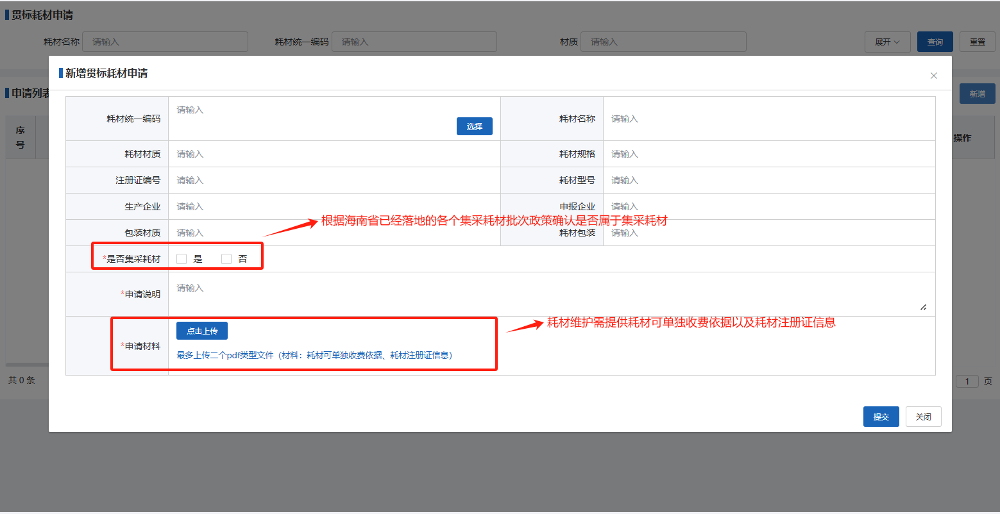 贯标耗材申请
耗材名称 请输入 耗材统一编码 请输入 材质 请输入 展开 查询 重置
新增贯标耗材申请
申请列表 新增
耗材统一编码 请输入 选择 耗材名称 请输入
序号 操作
耗材材质 请输入 耗材规格 请输入
注册证编号 请输入 耗材型号 请输入
生产企业 请输入 申报企业 请输入
根据海南省已经落地的各个集采耗材批次政策确认是否属于集采耗材
包装材质 请输入 耗材包装 请输入
*是否集采耗材 是 否
*申请说明 请输入
耗材维护需提供耗材可单独收费依据以及耗材注册证信息
点击上传
*申请材料
最多上传二个pdf类型文件（材料：耗材可单独收费依据、耗材注册证信息）
共 0 条 1 页
提交 关闭